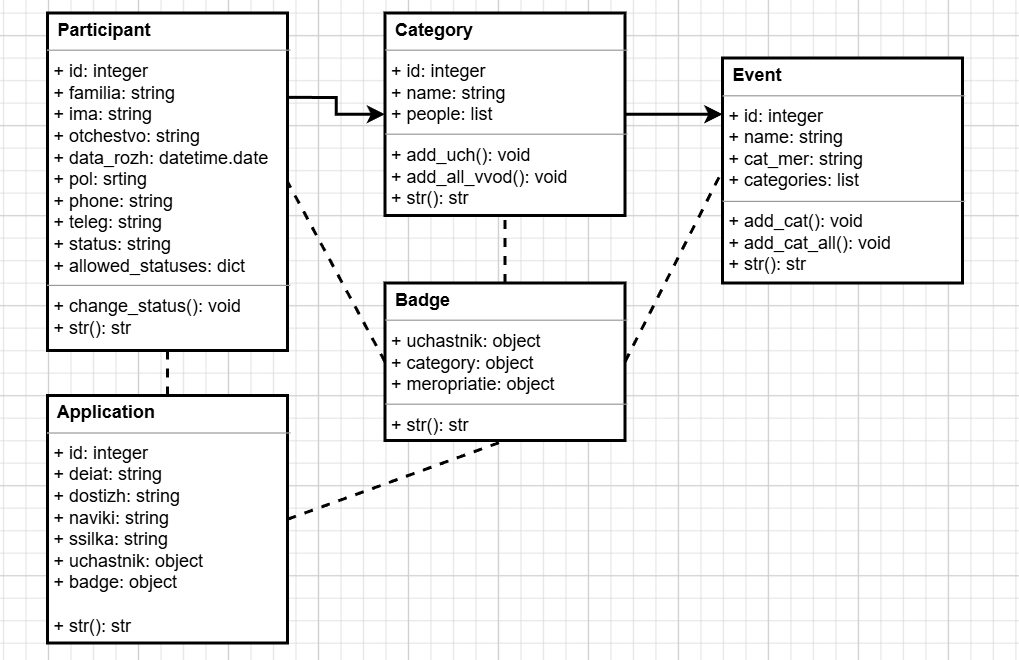 Participant
+ id: integer
+ familia: string
+ ima: string
+ otchestvo: string
+ data_rozh: datetime.date
+ pol: srting
+ phone: string
+ teleg: string
+ status: string
+ allowed_statuses: dict
+ change_status(): void
+ str(): str
Category
+ id: integer
+ name: string
+ people: list
+ add_uch(): void
+ add_all_vvod(): void
+ str(): str
Event
+ id: integer
+ name: string
+ cat_mer: string
+ categories: list
+ add_cat(): void
+ add_cat_all(): void
+ str(): str
Badge
+ uchastnik: object
+ category: object
+ meropriatie: object
+ str(): str
Application
+ id: integer
+ deiat: string
+ dostizh: string
+ naviki: string
+ ssilka: string
+ uchastnik: object
+ badge: object
+ str(): str